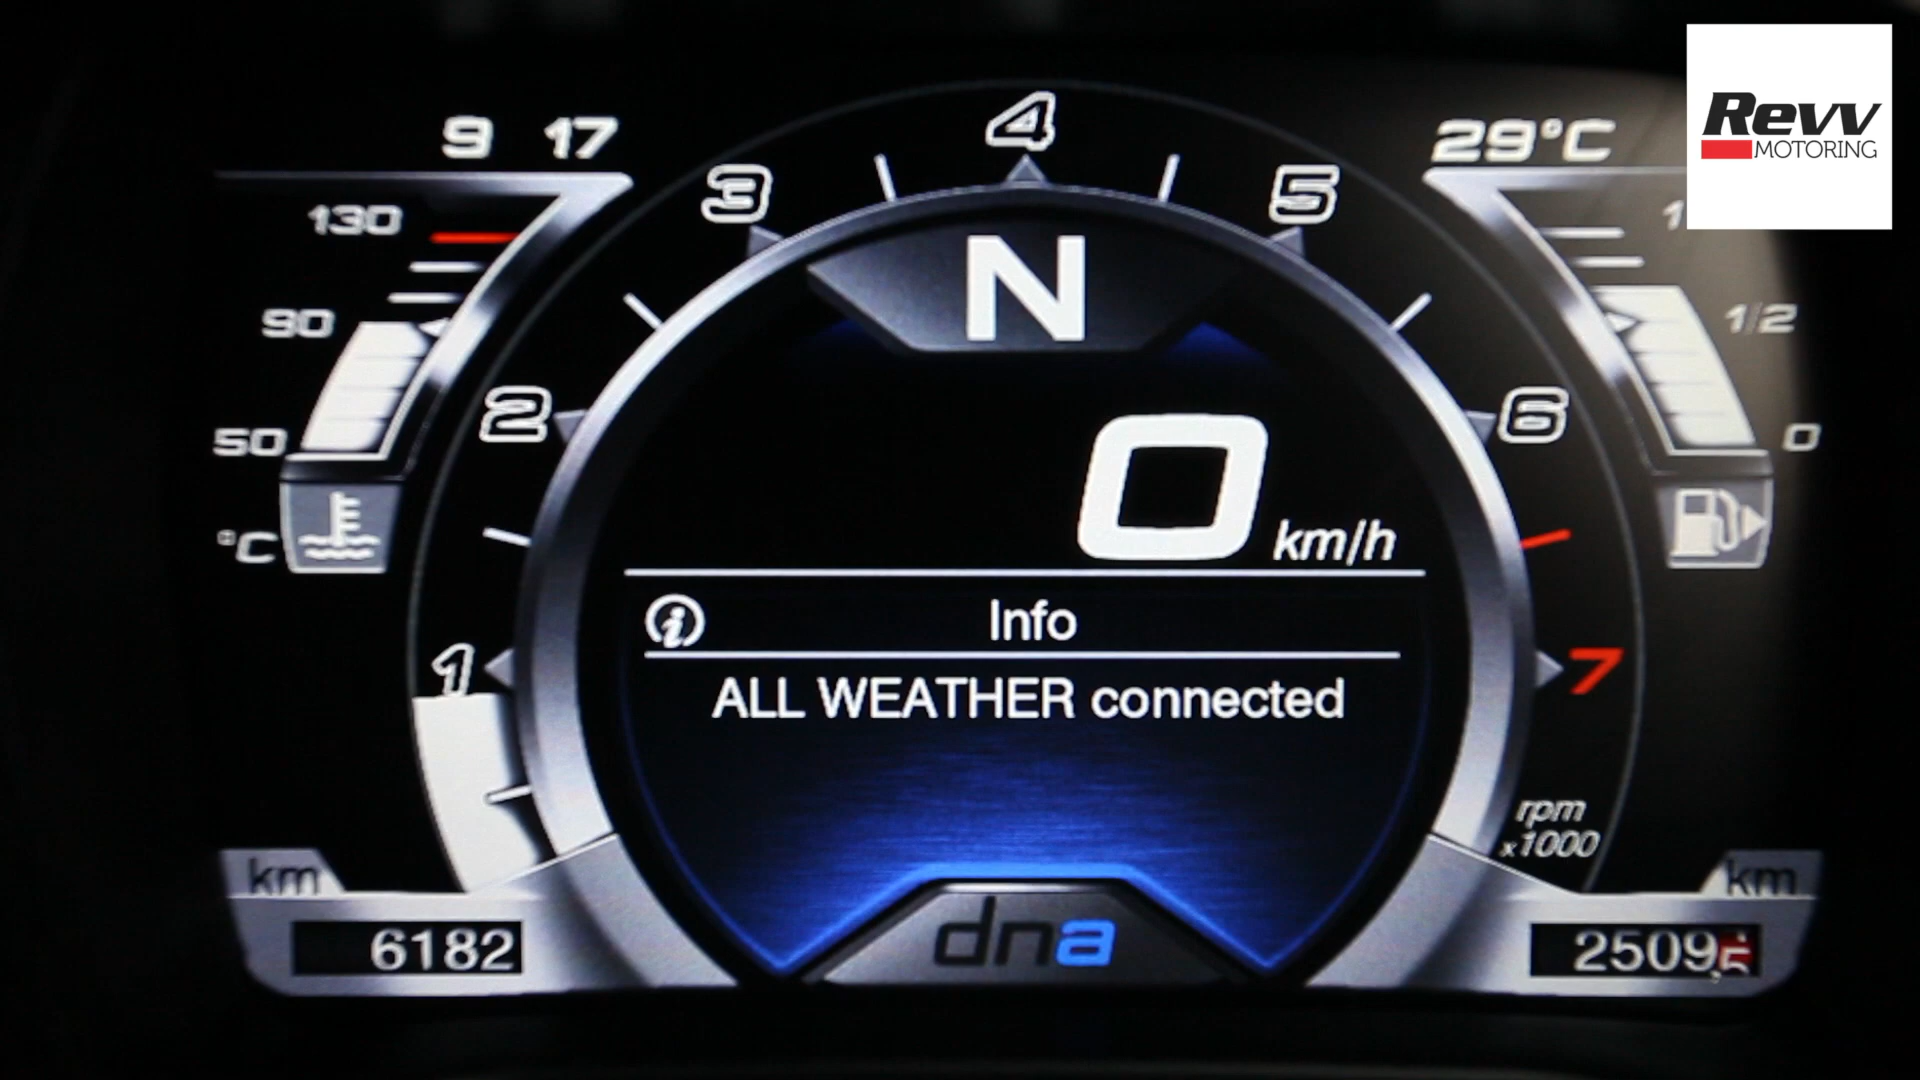 9 17
29°C
Revv
MOTORING
130
90
50
°C
1
2
3
4
5
6
7
rpm
x1000
N
0 km/h
Info
ALL WEATHER connected
1/2
0
km
6182
dna
km
2509